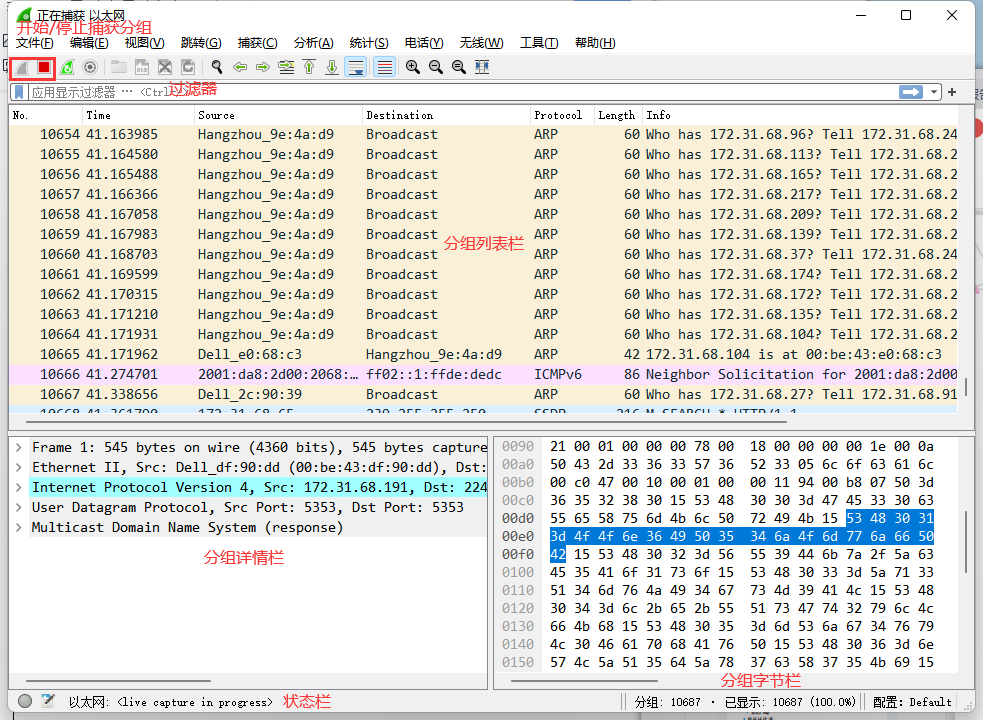 正在捕获 以太网
开始/停止捕获分组
文件(F) 编辑(E) 视图(V) 跳转(G) 捕获(C) 分析(A) 统计(S) 电话(Y) 无线(W) 工具(T) 帮助(H)
应用显示过滤器 … <Ctrl-/>
过滤器
No. Time Source Destination Protocol Length Info
10654 41.163985 Hangzhou_9e:4a:d9 Broadcast ARP 60 Who has 172.31.68.96? Tell 172.31.68.24
10655 41.164580 Hangzhou_9e:4a:d9 Broadcast ARP 60 Who has 172.31.68.113? Tell 172.31.68.2
10656 41.165488 Hangzhou_9e:4a:d9 Broadcast ARP 60 Who has 172.31.68.165? Tell 172.31.68.2
10657 41.166366 Hangzhou_9e:4a:d9 Broadcast ARP 60 Who has 172.31.68.217? Tell 172.31.68.2
10658 41.167058 Hangzhou_9e:4a:d9 Broadcast ARP 60 Who has 172.31.68.209? Tell 172.31.68.2
10659 41.167983 Hangzhou_9e:4a:d9 Broadcast ARP 60 Who has 172.31.68.139? Tell 172.31.68.2
分组列表栏
10660 41.168703 Hangzhou_9e:4a:d9 Broadcast ARP 60 Who has 172.31.68.37? Tell 172.31.68.24
10661 41.169599 Hangzhou_9e:4a:d9 Broadcast ARP 60 Who has 172.31.68.174? Tell 172.31.68.2
10662 41.170315 Hangzhou_9e:4a:d9 Broadcast ARP 60 Who has 172.31.68.172? Tell 172.31.68.2
10663 41.171210 Hangzhou_9e:4a:d9 Broadcast ARP 60 Who has 172.31.68.135? Tell 172.31.68.2
10664 41.171931 Hangzhou_9e:4a:d9 Broadcast ARP 60 Who has 172.31.68.104? Tell 172.31.68.2
10665 41.171962 Dell_e0:68:c3 Hangzhou_9e:4a:d9 ARP 42 172.31.68.104 is at 00:be:43:e0:68:c3
10666 41.274701 2001:da8:2d00:2068:… ff02::1:ffde:dedc ICMPv6 86 Neighbor Solicitation for 2001:da8:2d00
10667 41.338656 Dell_2c:90:39 Broadcast ARP 60 Who has 172.31.68.27? Tell 172.31.68.91
10668 41.361790 172.31.68.65 239.255.255.250 SSDP 216 M-SEARCH * HTTP/1.1
Frame 1: 545 bytes on wire (4360 bits), 545 bytes capture
Ethernet II, Src: Dell_df:90:dd (00:be:43:df:90:dd), Dst:
Internet Protocol Version 4, Src: 172.31.68.191, Dst: 224
User Datagram Protocol, Src Port: 5353, Dst Port: 5353
Multicast Domain Name System (response)
分组详情栏
0090 21 00 01 00 00 00 78 00 18 00 00 00 00 1e 00 0a
00a0 50 43 2d 33 36 33 57 36 52 33 05 6c 6f 63 61 6c
00b0 00 c0 47 00 10 00 01 00 00 11 94 00 b8 07 50 3d
00c0 36 35 32 38 30 15 53 48 30 30 3d 47 45 33 30 63
00d0 55 65 58 75 6d 4b 6c 50 72 49 4b 15 53 48 30 31
00e0 3d 4f 4f 6e 36 49 50 35 34 6a 4f 6d 77 6a 66 50
00f0 42 15 53 48 30 32 3d 56 55 39 44 6b 7a 2f 5a 63
0100 45 35 41 6f 31 73 6f 15 53 48 30 33 3d 5a 71 33
0110 51 34 6d 76 4a 49 34 67 73 4d 39 41 4c 15 53 48
0120 30 34 3d 6c 2b 65 2b 55 51 73 47 74 32 79 6c 4c
0130 66 4b 68 15 53 48 30 35 3d 6d 53 6a 67 34 76 79
0140 4c 30 46 61 70 68 41 76 50 15 53 48 30 36 3d 6e
0150 57 4c 5a 51 35 64 5a 78 37 63 58 37 35 4b 69 15
分组字节栏
以太网: <live capture in progress> 状态栏 分组: 10687 · 已显示: 10687 (100.0%) 配置: Default